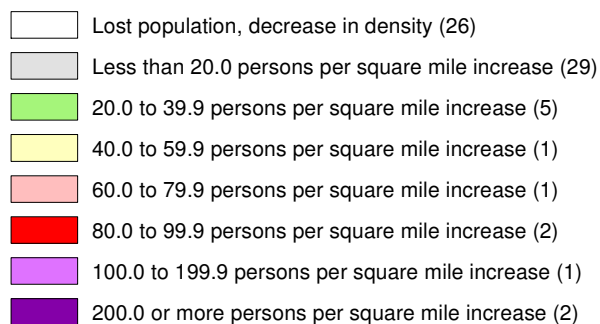 Lost population, decrease in density (26)
Less than 20.0 persons per square mile increase (29)
20.0 to 39.9 persons per square mile increase (5)
40.0 to 59.9 persons per square mile increase (1)
60.0 to 79.9 persons per square mile increase (1)
80.0 to 99.9 persons per square mile increase (2)
100.0 to 199.9 persons per square mile increase (1)
200.0 or more persons per square mile increase (2)